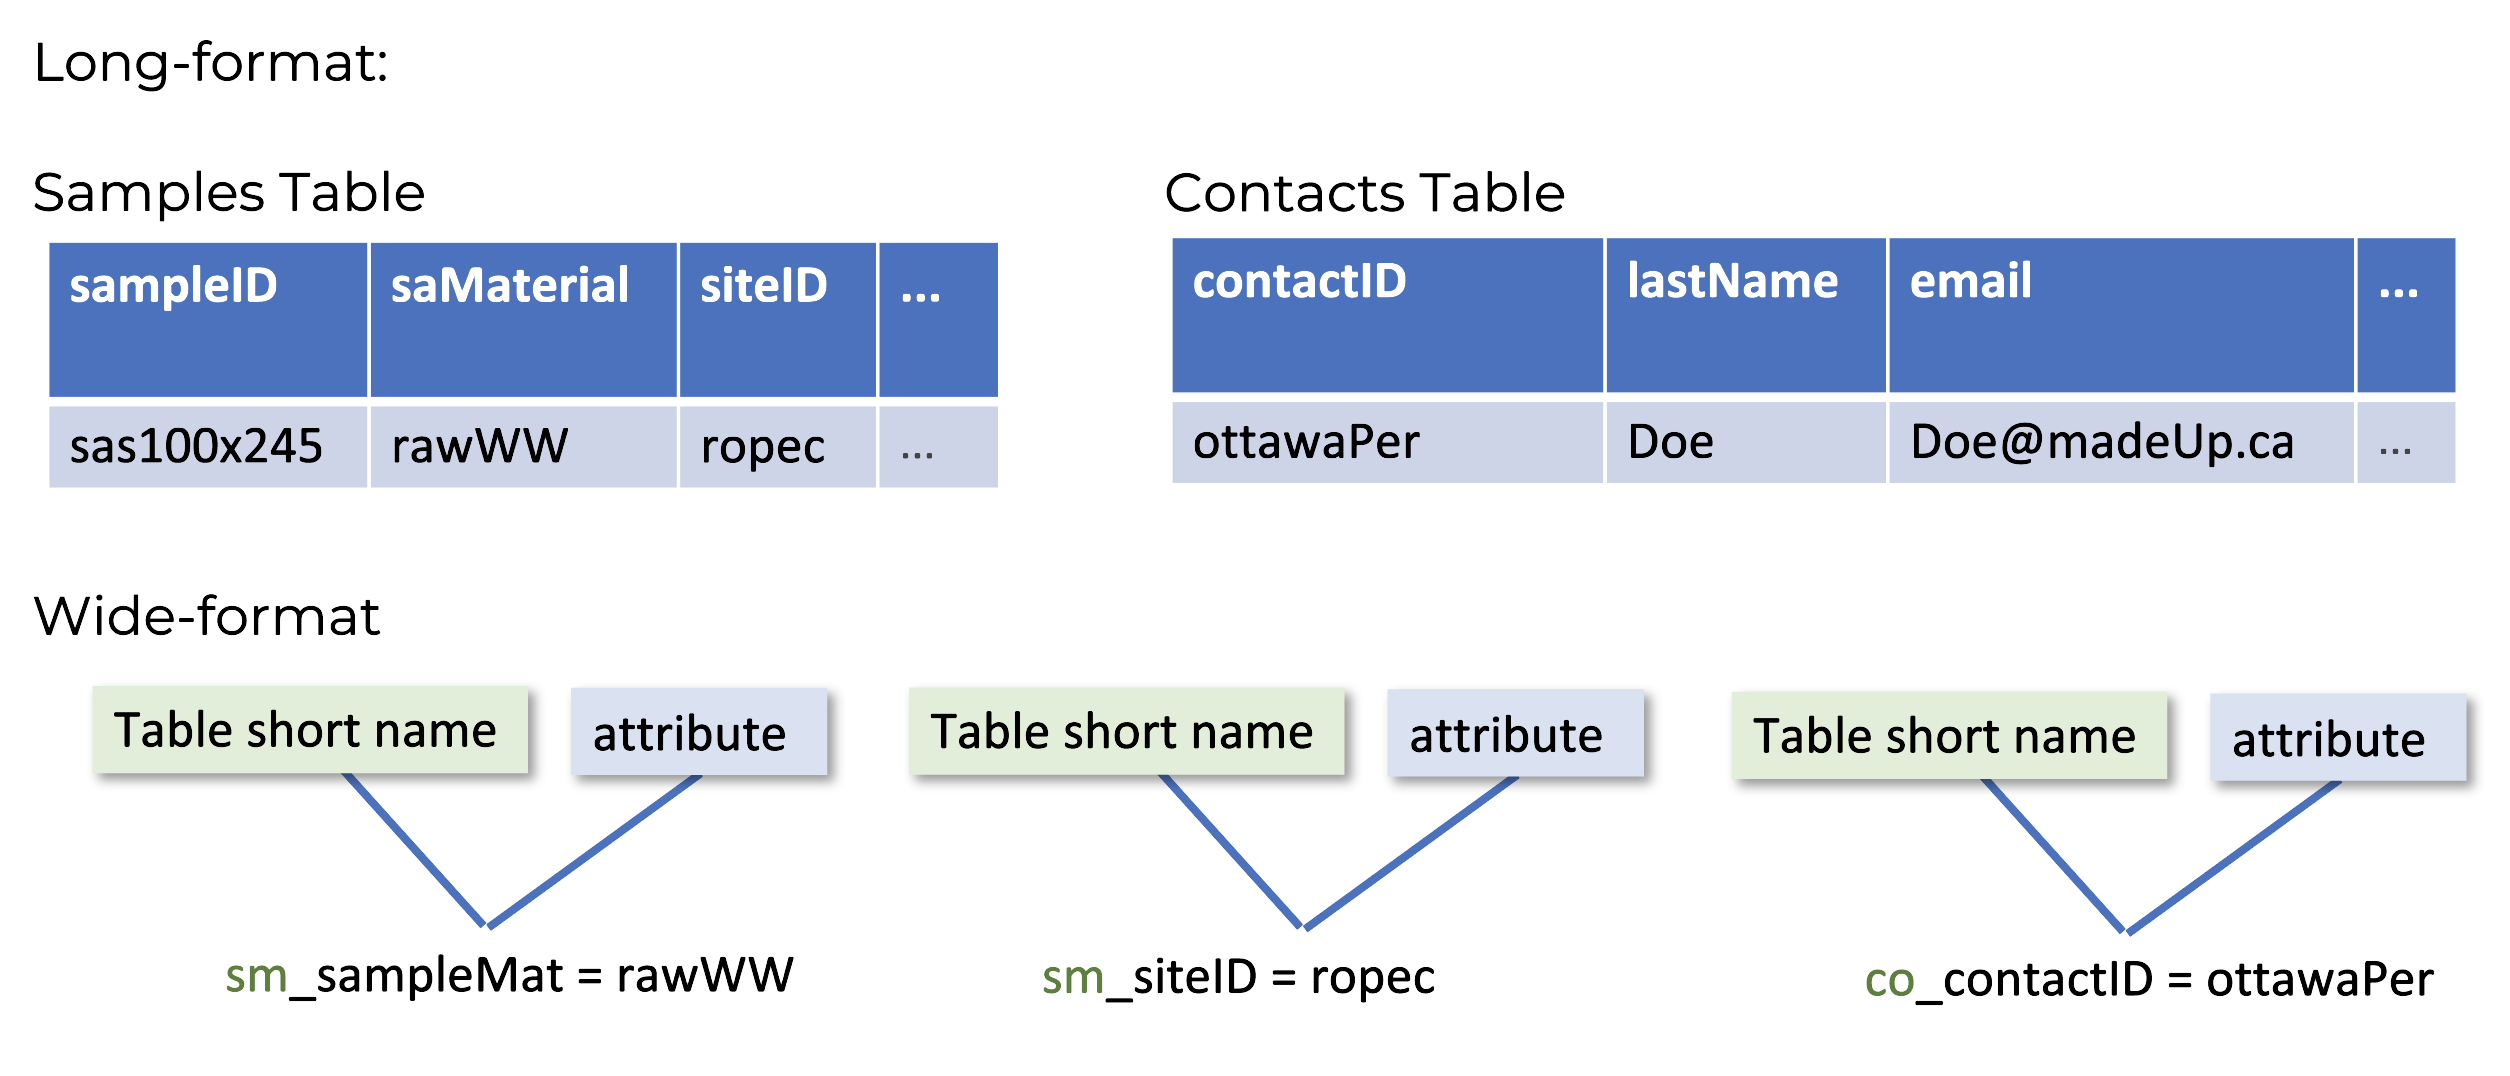 Long-format:
Samples Table
sampleID saMaterial siteID ...
sas100x245 rawWW ropec ...
Contacts Table
contactID lastName email ...
ottawaPer Doe Doe@madeUp.ca ...
Wide-format
Table short name attribute
sm_sampleMat = rawWW
Table short name attribute
sm_siteID = ropec
Table short name attribute
co_contactID = ottawaPer